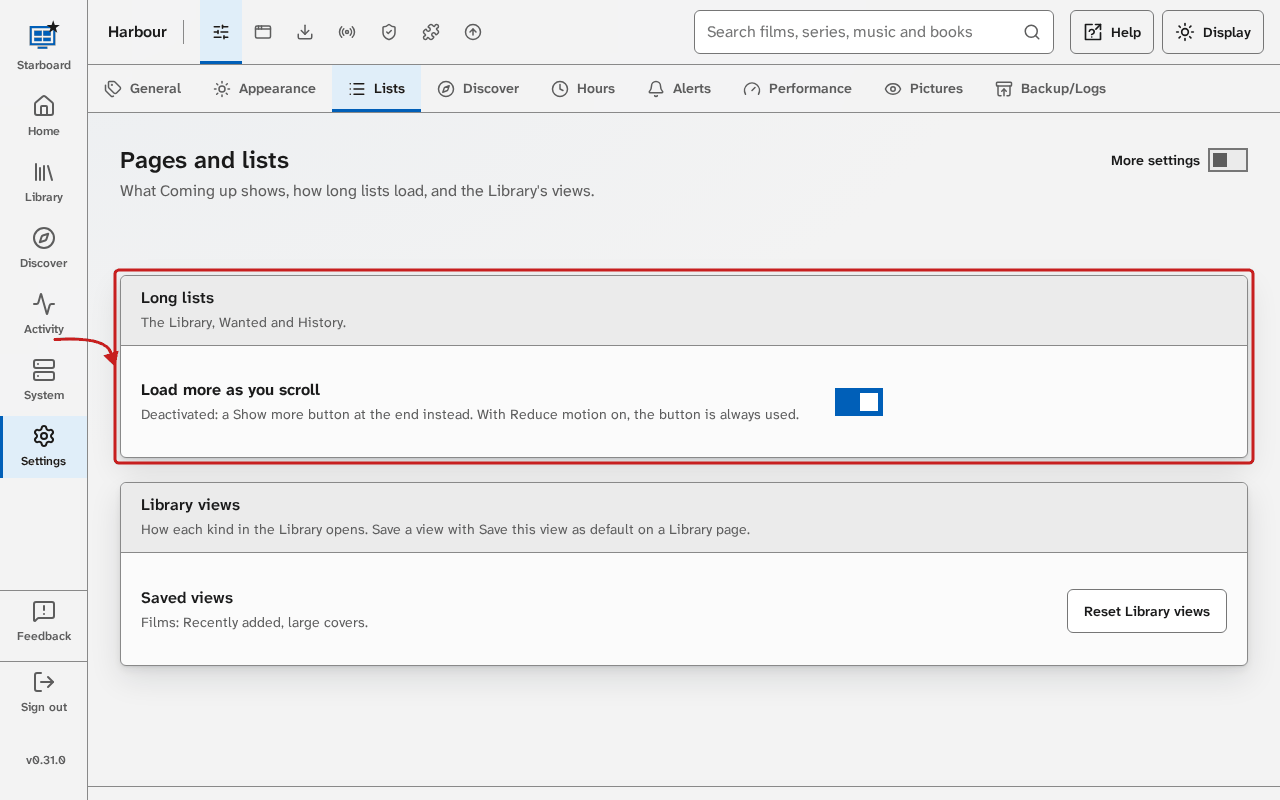 Starboard
Home
Library
Discover
Activity
System
Settings
Feedback
Sign out
v0.31.0
Harbour
Search films, series, music and books
Help
Display
General
Appearance
Lists
Discover
Hours
Alerts
Performance
Pictures
Backup/Logs
Pages and lists
More settings
What Coming up shows, how long lists load, and the Library's views.
Long lists
The Library, Wanted and History.
Load more as you scroll
Deactivated: a Show more button at the end instead. With Reduce motion on, the button is always used.
Library views
How each kind in the Library opens. Save a view with Save this view as default on a Library page.
Saved views
Films: Recently added, large covers.
Reset Library views